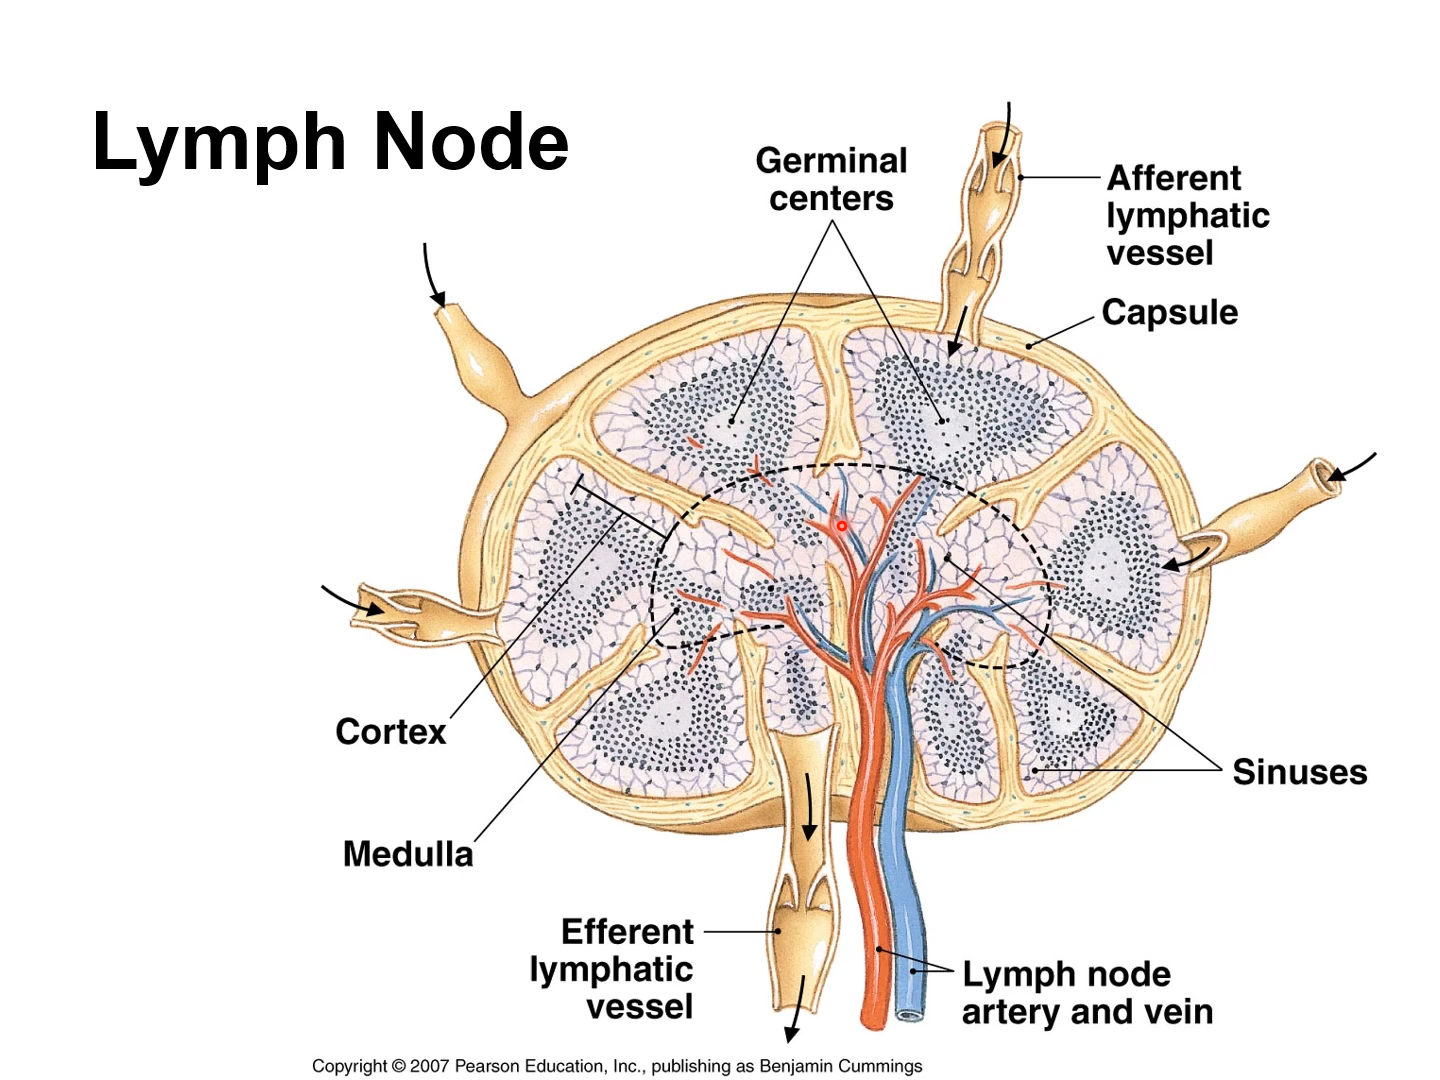 Lymph Node
Germinal
centers
Afferent
lymphatic
vessel
Capsule
Cortex
Sinuses
Medulla
Efferent
lymphatic
vessel
Lymph node
artery and vein
Copyright © 2007 Pearson Education, Inc., publishing as Benjamin Cummings